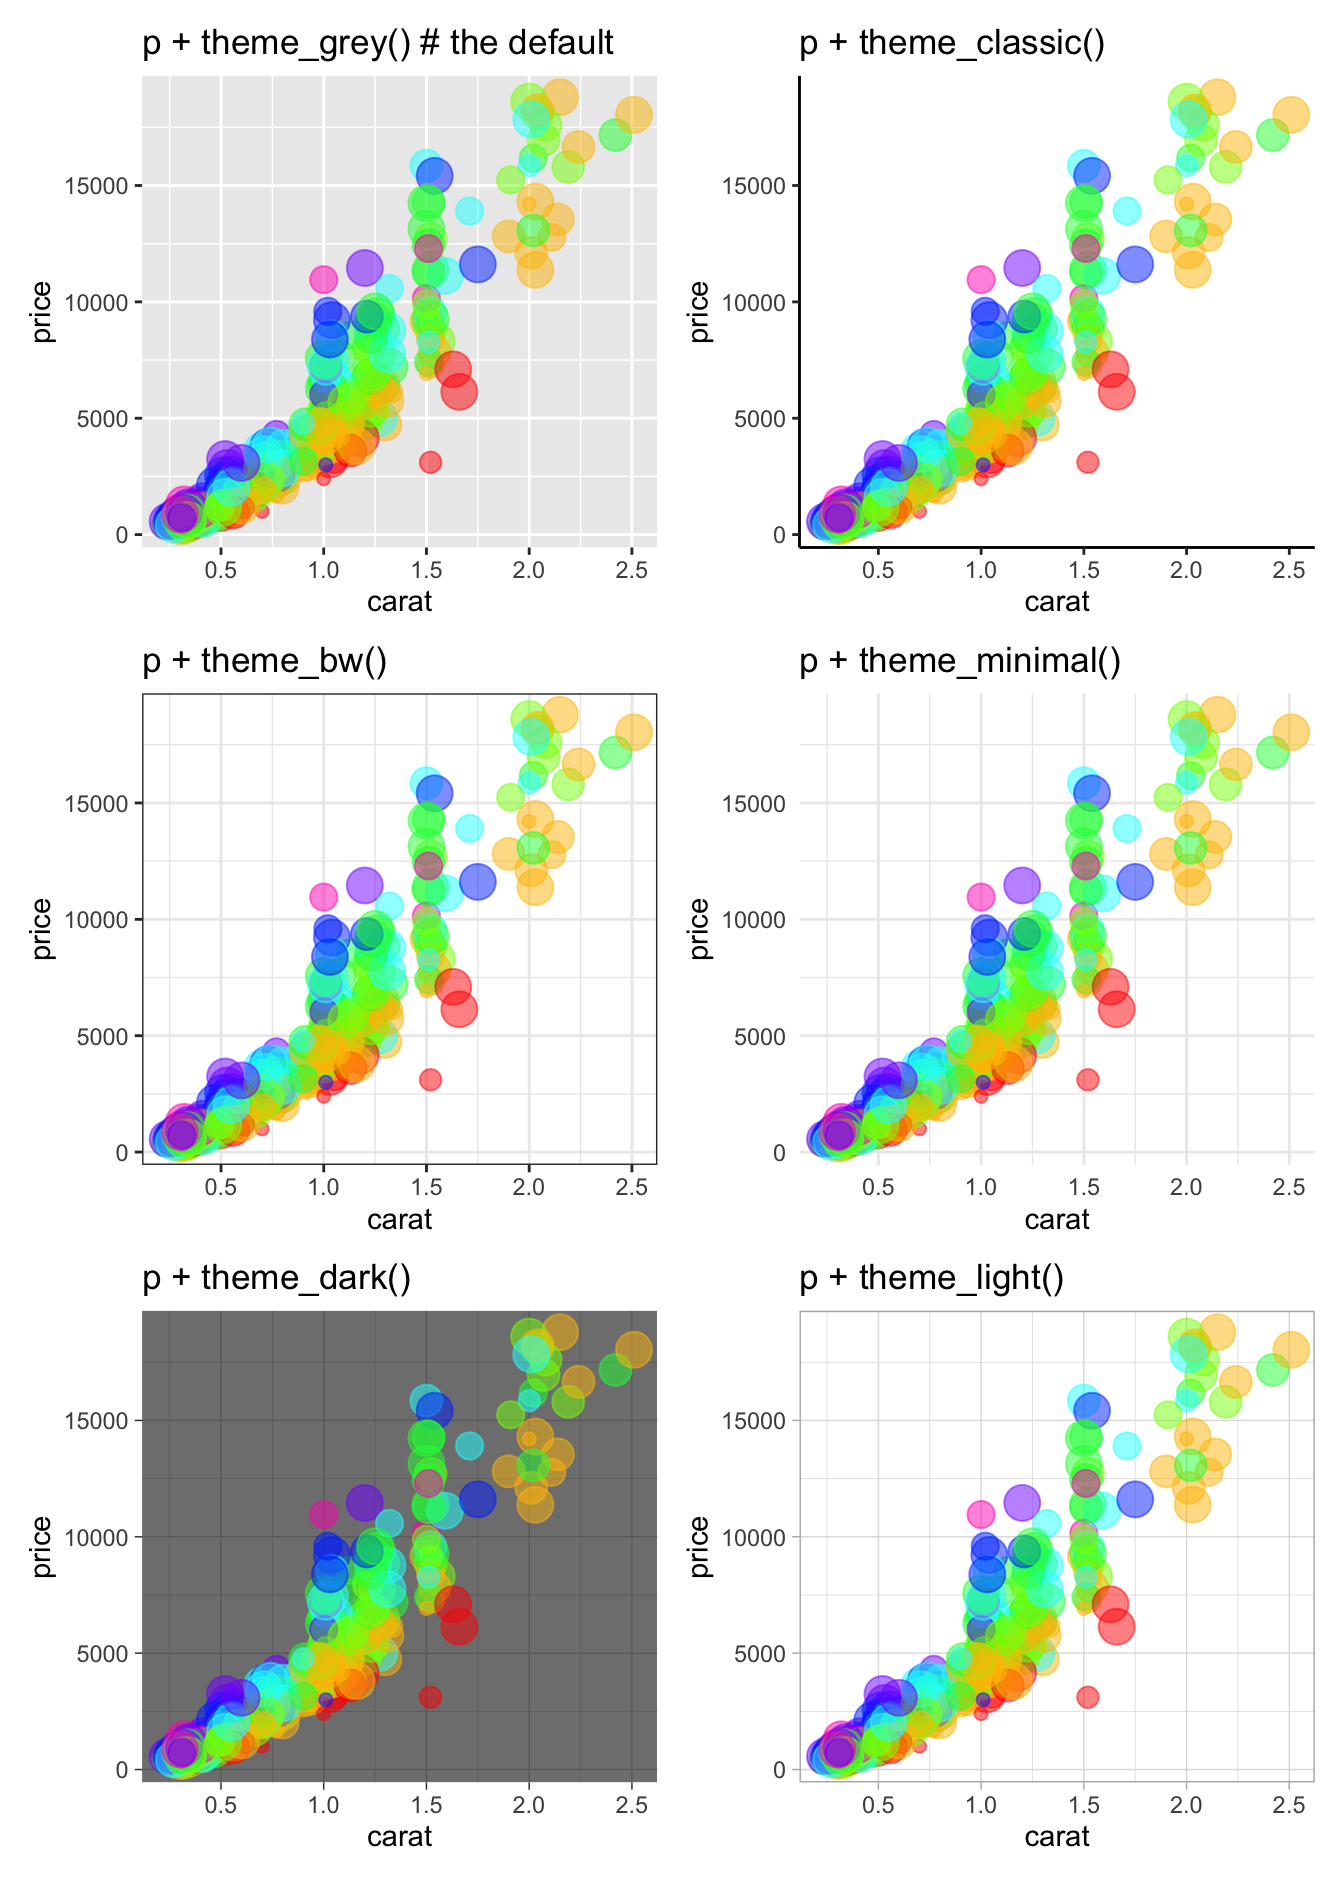 p + theme_grey() # the default
15000
10000
5000
0
price
0.5 1.0 1.5 2.0 2.5
carat
p + theme_classic()
15000
10000
5000
0
price
0.5 1.0 1.5 2.0 2.5
carat
p + theme_bw()
15000
10000
5000
0
price
0.5 1.0 1.5 2.0 2.5
carat
p + theme_minimal()
15000
10000
5000
0
price
0.5 1.0 1.5 2.0 2.5
carat
p + theme_dark()
15000
10000
5000
0
price
0.5 1.0 1.5 2.0 2.5
carat
p + theme_light()
15000
10000
5000
0
price
0.5 1.0 1.5 2.0 2.5
carat